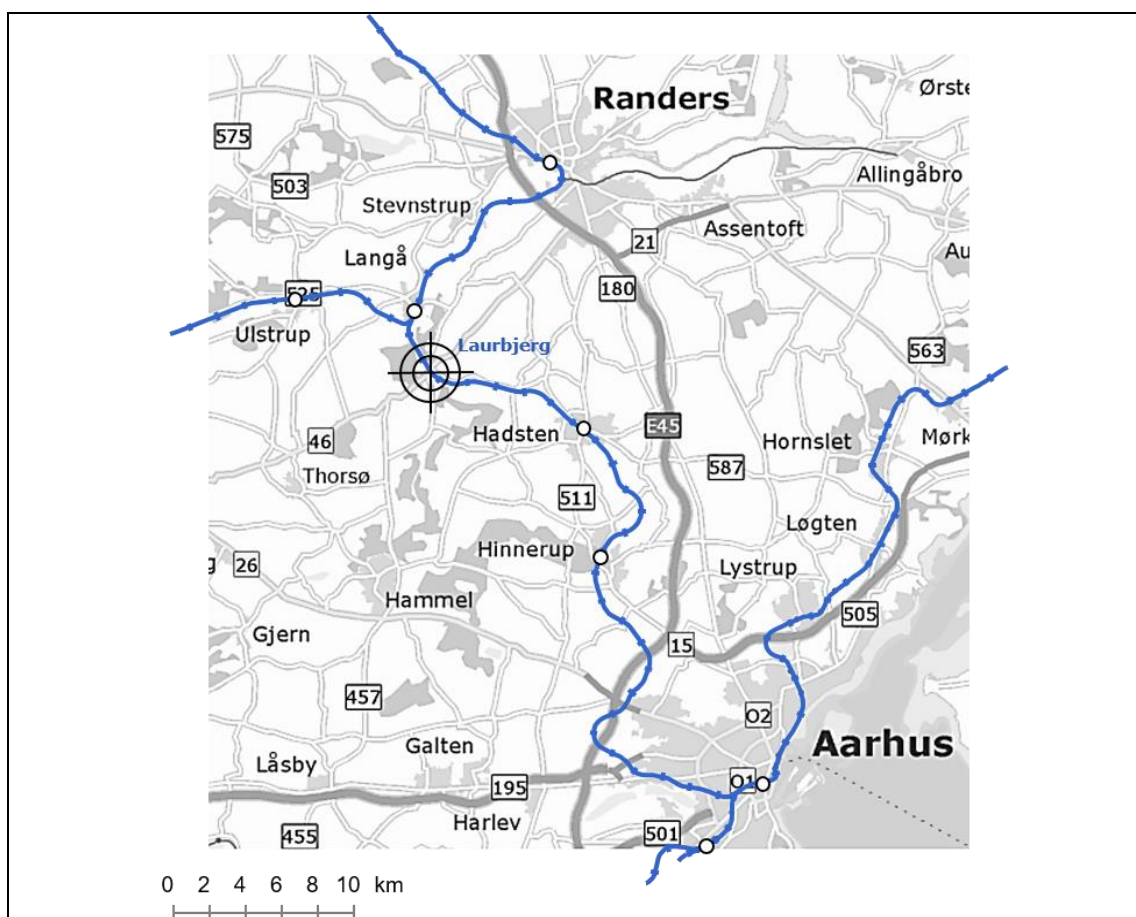 Randers
Ørste
575
503
Allingåbro
Stevnstrup
Assentoft
21
Langå
Au
180
525
Ulstrup
Laurbjerg
563
E45
Hadsten
46
Hornslet
Mørk
587
Thorsø
511
Løgten
Hinnerup
g
26
Lystrup
Hammel
505
Gjern
15
457
O2
Galten
Aarhus
Låsby
O1
195
Harlev
501
455
0 2 4 6 8 10 km